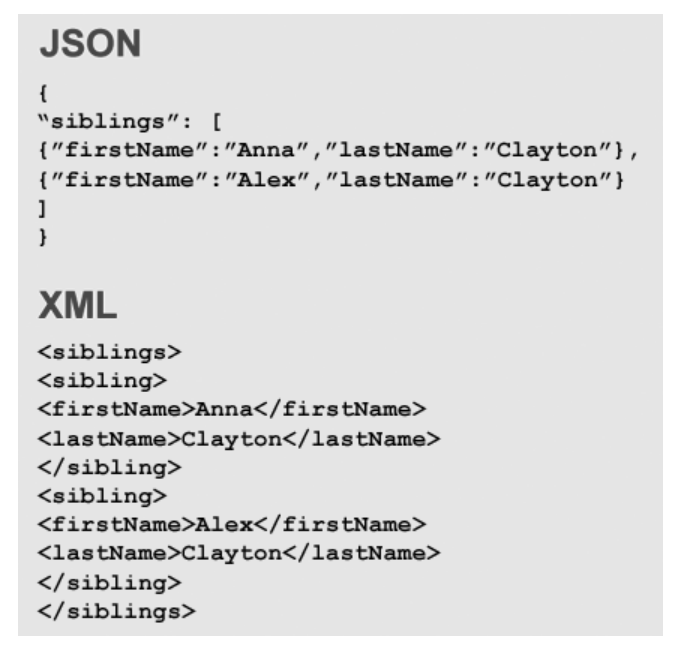 JSON
{
“siblings”: [
{”firstName”:”Anna”,”lastName”:”Clayton”},
{”firstName”:”Alex”,”lastName”:”Clayton”}
]
}
XML
<siblings>
<sibling>
<firstName>Anna</firstName>
<lastName>Clayton</lastName>
</sibling>
<sibling>
<firstName>Alex</firstName>
<lastName>Clayton</lastName>
</sibling>
</siblings>